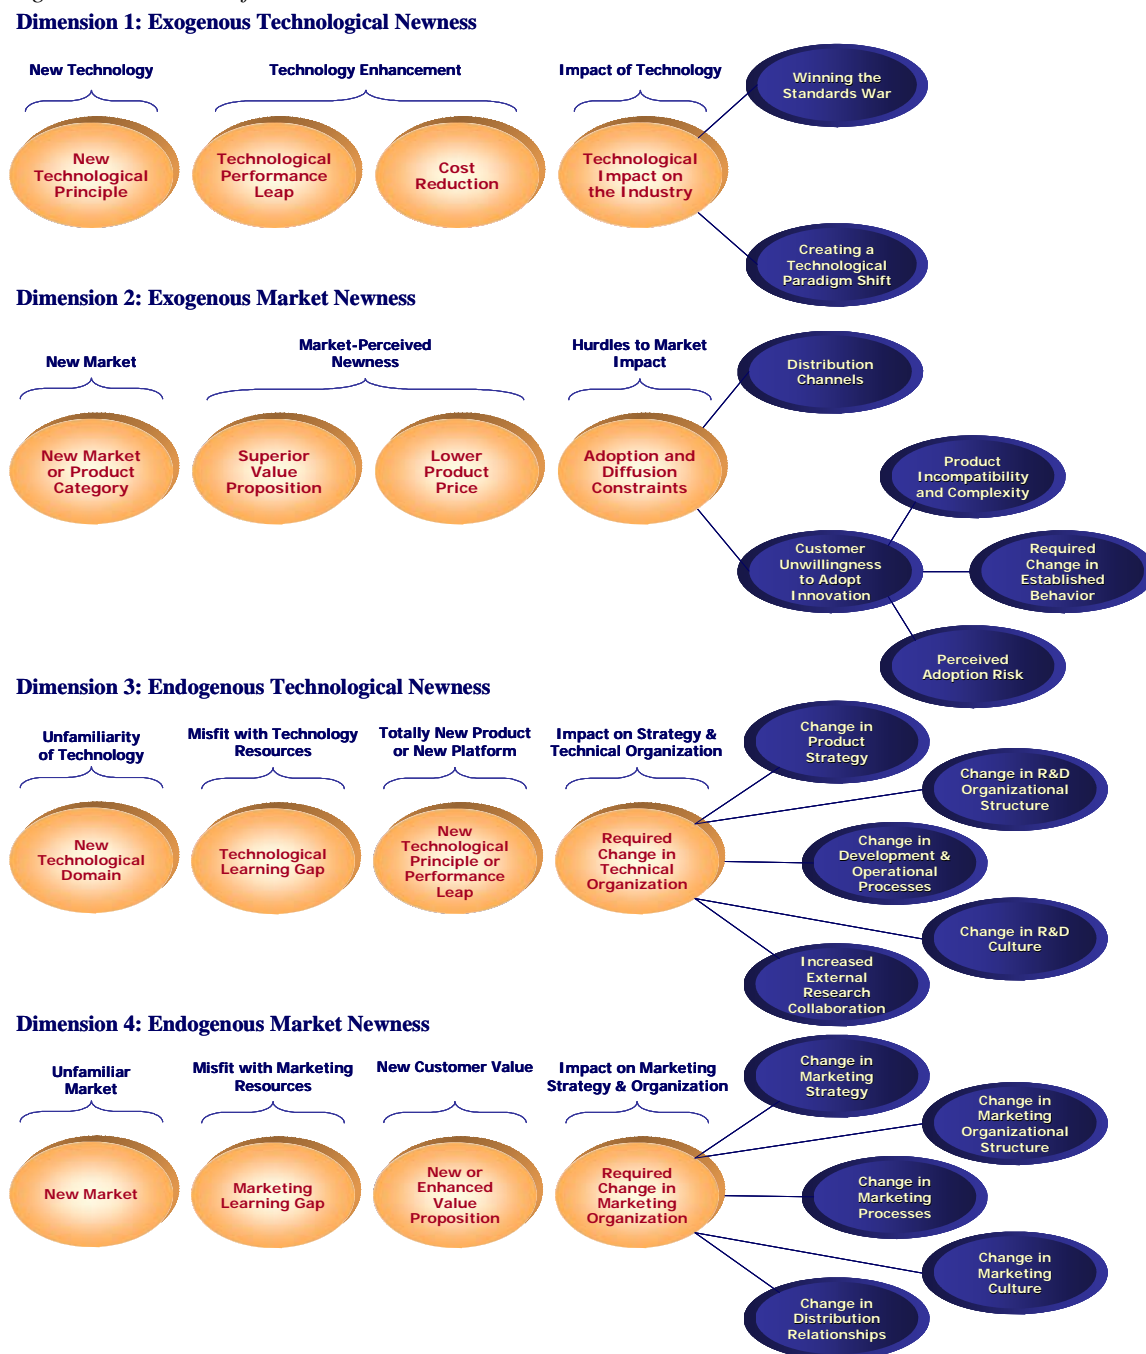 Dimension 1: Exogenous Technological Newness
New Technology
Technology Enhancement
Impact of Technology
New
Technological
Principle
Technological
Performance
Leap
Cost
Reduction
Technological
Impact on
the Industry
Winning the
Standards War
Creating a
Technological
Paradigm Shift
Dimension 2: Exogenous Market Newness
New Market
Market-Perceived
Newness
Hurdles to Market
Impact
New Market
or Product
Category
Superior
Value
Proposition
Lower
Product
Price
Adoption and
Diffusion
Constraints
Distribution
Channels
Customer
Unwillingness
to Adopt
Innovation
Product
Incompatibility
and Complexity
Required
Change in
Established
Behavior
Perceived
Adoption Risk
Dimension 3: Endogenous Technological Newness
Unfamiliarity
of Technology
Misfit with Technology
Resources
Totally New Product
or New Platform
Impact on Strategy &
Technical Organization
New
Technological
Domain
Technological
Learning Gap
New
Technological
Principle or
Performance
Leap
Required
Change in
Technical
Organization
Change in
Product
Strategy
Change in R&D
Organizational
Structure
Change in
Development &
Operational
Processes
Change in R&D
Culture
Increased
External
Research
Collaboration
Dimension 4: Endogenous Market Newness
Unfamiliar
Market
Misfit with Marketing
Resources
New Customer Value
Impact on Marketing
Strategy & Organization
New Market
Marketing
Learning Gap
New or
Enhanced
Value
Proposition
Required
Change in
Marketing
Organization
Change in
Marketing
Strategy
Change in
Marketing
Organizational
Structure
Change in
Marketing
Processes
Change in
Marketing
Culture
Change in
Distribution
Relationships